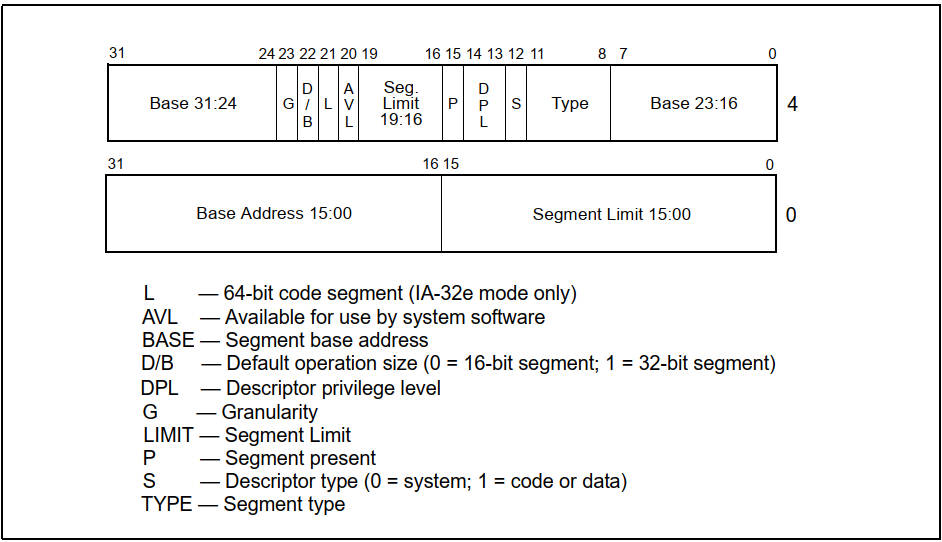 31 24 23 22 21 20 19 16 15 14 13 12 11 8 7 0
Base 31:24 G D/B L AVL Seg. Limit 19:16 P DPL S Type Base 23:16 4
31 16 15 0
Base Address 15:00 Segment Limit 15:00 0
L — 64-bit code segment (IA-32e mode only)
AVL — Available for use by system software
BASE — Segment base address
D/B — Default operation size (0 = 16-bit segment; 1 = 32-bit segment)
DPL — Descriptor privilege level
G — Granularity
LIMIT — Segment Limit
P — Segment present
S — Descriptor type (0 = system; 1 = code or data)
TYPE — Segment type